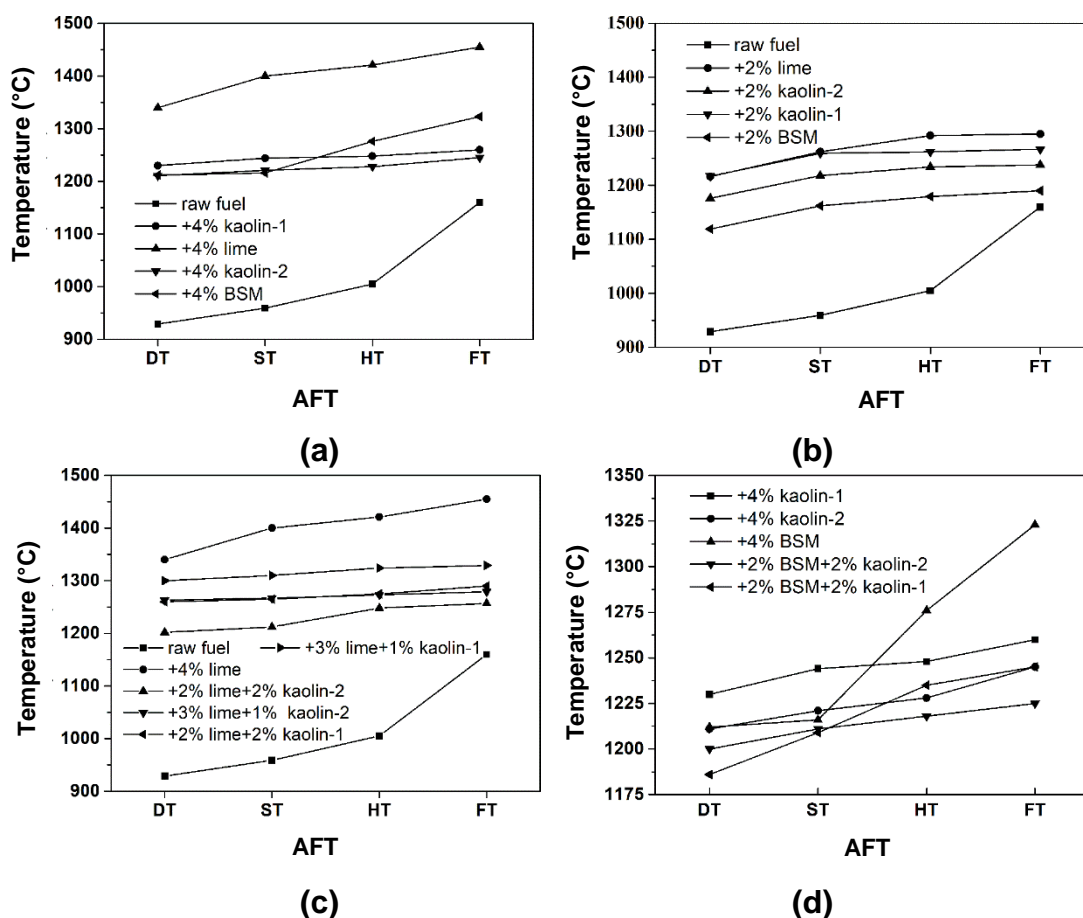 1500
1400
1300
1200
1100
1000
900
Temperature (°C)
raw fuel
+4% kaolin-1
+4% lime
+4% kaolin-2
+4% BSM
DT ST HT FT
AFT
(a)
1500
1400
1300
1200
1100
1000
900
Temperature (°C)
raw fuel
+2% lime
+2% kaolin-2
+2% kaolin-1
+2% BSM
DT ST HT FT
AFT
(b)
1500
1400
1300
1200
1100
1000
900
Temperature (°C)
raw fuel +3% lime+1% kaolin-1
+4% lime
+2% lime+2% kaolin-2
+3% lime+1% kaolin-2
+2% lime+2% kaolin-1
DT ST HT FT
AFT
(c)
1350
1325
1300
1275
1250
1225
1200
1175
Temperature (°C)
+4% kaolin-1
+4% kaolin-2
+4% BSM
+2% BSM+2% kaolin-2
+2% BSM+2% kaolin-1
DT ST HT FT
AFT
(d)